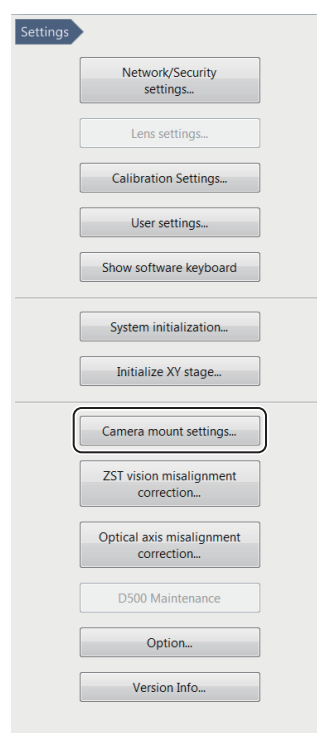 Settings
Network/Security
settings...
Lens settings...
Calibration Settings...
User settings...
Show software keyboard
System initialization...
Initialize XY stage...
Camera mount settings...
ZST vision misalignment
correction...
Optical axis misalignment
correction...
D500 Maintenance
Option...
Version Info...